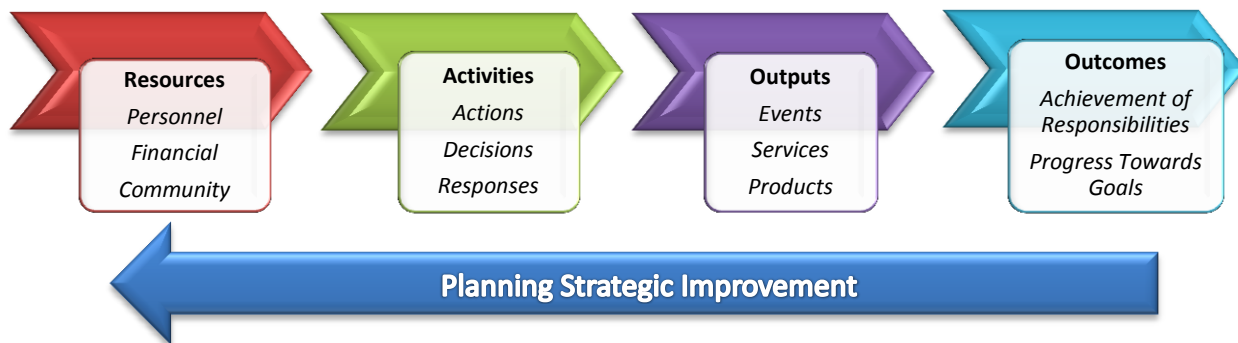 Resources
Personnel
Financial
Community
Activities
Actions
Decisions
Responses
Outputs
Events
Services
Products
Outcomes
Achievement of
Responsibilities
Progress Towards
Goals
Planning Strategic Improvement